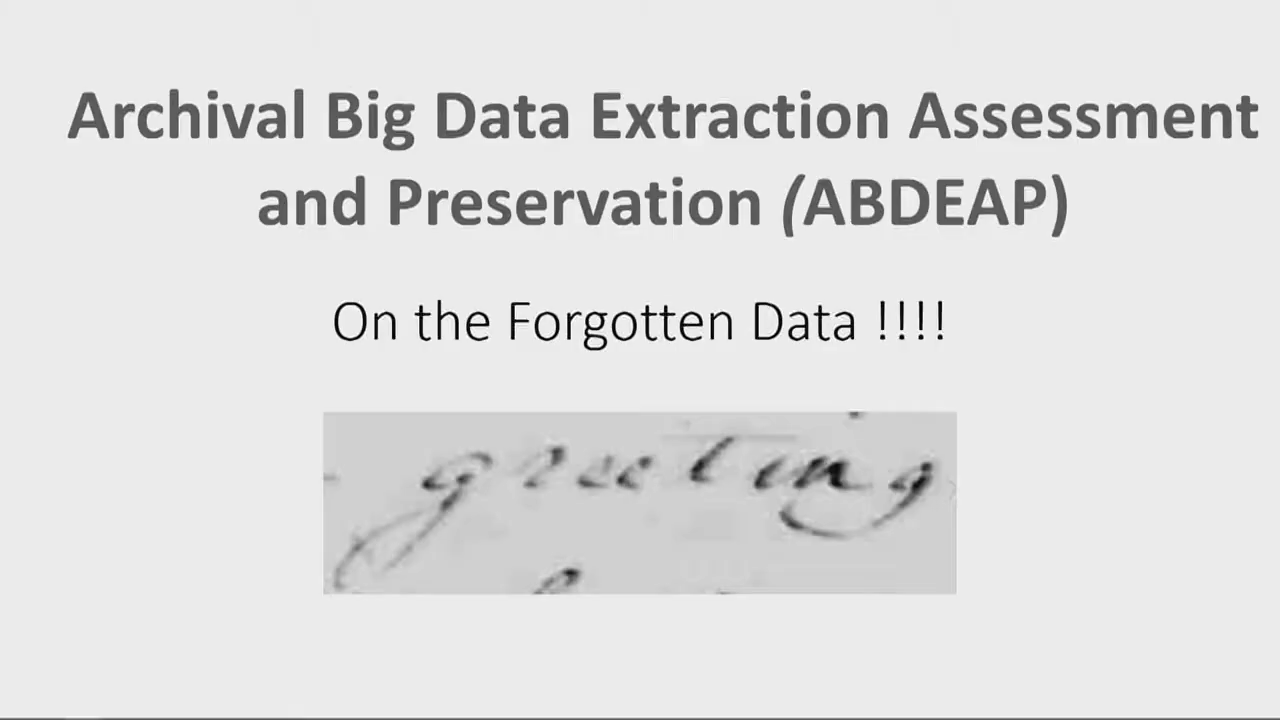 Archival Big Data Extraction Assessment
and Preservation (ABDEAP)
On the Forgotten Data !!!!
greeting